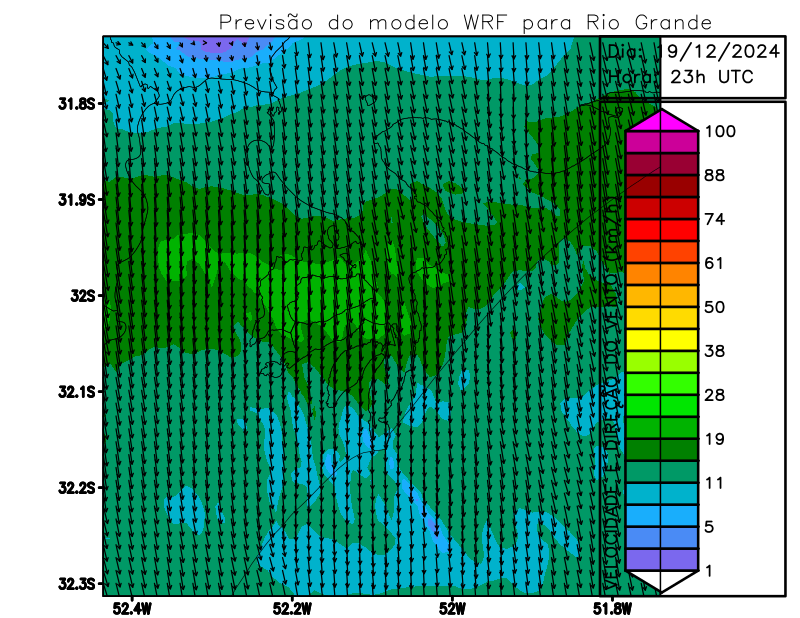 Previsão do modelo WRF para Rio Grande
Dia: 19/12/2024
Hora: 23h UTC
31.8S
31.9S
32S
32.1S
32.2S
32.3S
52.4W
52.2W
52W
51.8W
VELOCIDADE E DIREÇÃO DO VENTO (Km/h)
100
88
74
61
50
38
28
19
11
5
1